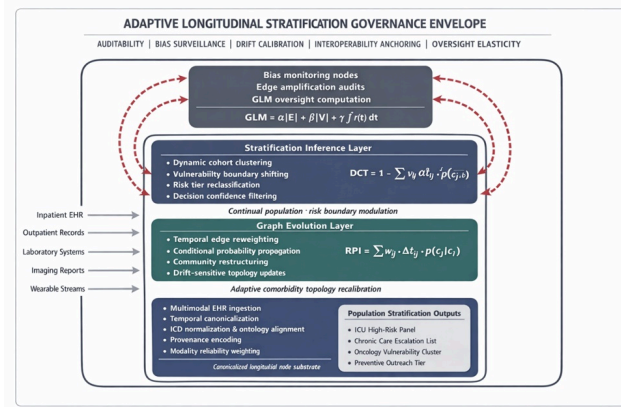 ADAPTIVE LONGITUDINAL STRATIFICATION GOVERNANCE ENVELOPE
AUDITABILITY | BIAS SURVEILLANCE | DRIFT CALIBRATION | INTEROPERABILITY ANCHORING | OVERSIGHT ELASTICITY
Bias monitoring nodes
Edge amplification audits
GLM oversight computation
GLM = α|E| + β|V| + γ ∫ r(t) dt
Stratification Inference Layer
• Dynamic cohort clustering
• Vulnerability boundary shifting
• Risk tier reclassification
• Decision confidence filtering
DCT = 1 –
Continual population · risk boundary modulation
Inpatient EHR
Outpatient Records
Laboratory Systems
Imaging Reports
Wearable Streams
Graph Evolution Layer
• Temporal edge reweighting
• Conditional probability propagation
• Community restructuring
• Drift-sensitive topology updates
RPI = ∑ wᵢⱼ · Δtᵢⱼ · p(cⱼ|cᵢ)
Adaptive comorbidity topology recalibration
• Multimodal EHR ingestion
• Temporal canonicalization
• ICD normalization & ontology alignment
• Provenance encoding
• Modality reliability weighting
Canonicalized node substrate
Population Stratification Outputs
• ICU High-Risk Panel
• Chronic Care Escalation List
• Oncology Vulnerability Cluster
• Preventive Outreach Tier